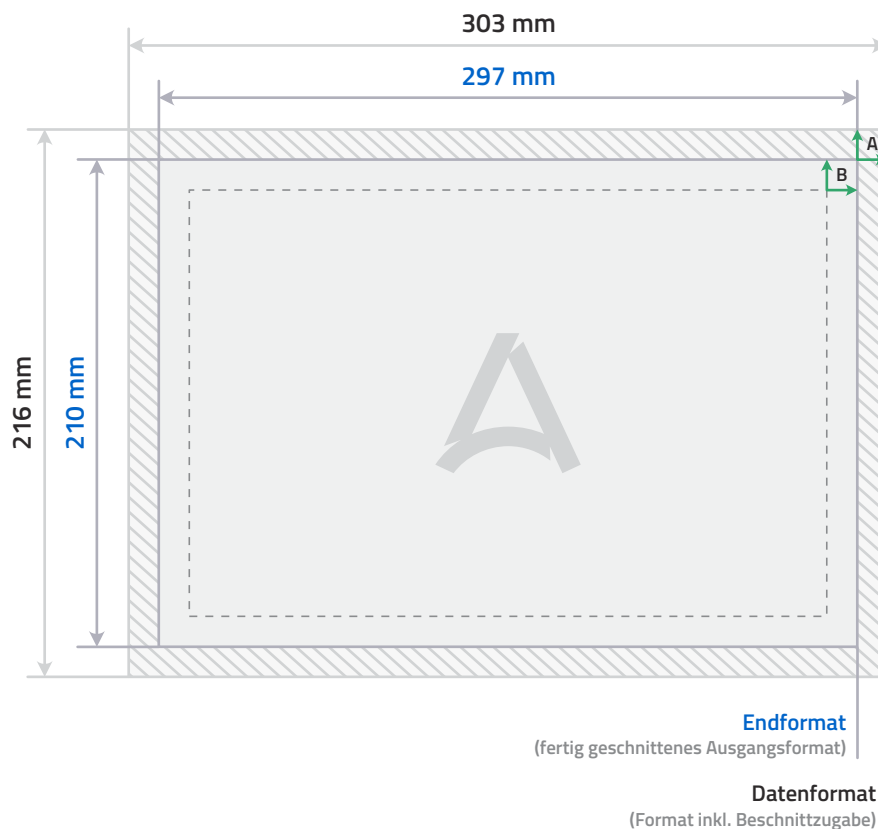 303 mm
297 mm
A
B
216 mm
210 mm
Endformat
(fertig geschnittenes Ausgangsformat)
Datenformat
(Format inkl. Beschnittzugabe)